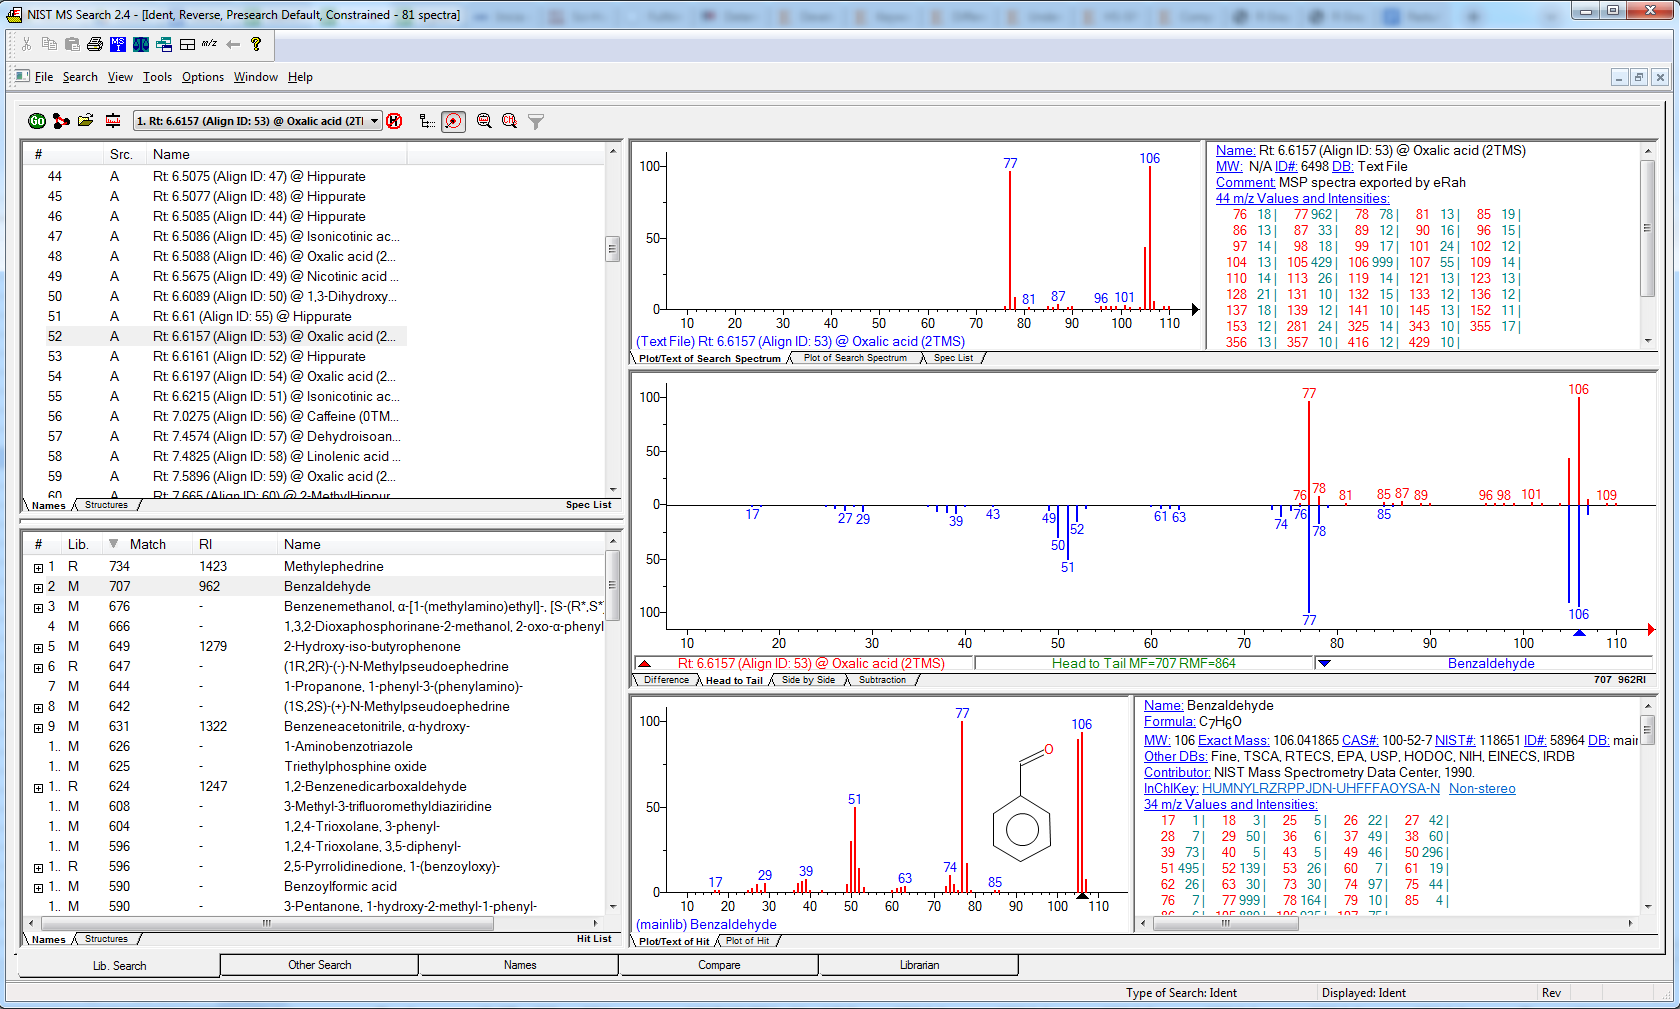 NIST MS Search 2.4 - [Ident, Reverse, Presearch Default, Constrained - 81 spectra]
File Search View Tools Options Window Help
1. Rt: 6.6157 (Align ID: 53) @ Oxalic acid (2TI
# Src. Name
44 A Rt: 6.5075 (Align ID: 47) @ Hippurate
45 A Rt: 6.5077 (Align ID: 48) @ Hippurate
46 A Rt: 6.5085 (Align ID: 44) @ Hippurate
47 A Rt: 6.5086 (Align ID: 45) @ Isonicotinic ac...
48 A Rt: 6.5088 (Align ID: 46) @ Oxalic acid (2...
49 A Rt: 6.5675 (Align ID: 49) @ Nicotinic acid ...
50 A Rt: 6.6089 (Align ID: 50) @ 1,3-Dihydroxy...
51 A Rt: 6.61 (Align ID: 55) @ Hippurate
52 A Rt: 6.6157 (Align ID: 53) @ Oxalic acid (2...
53 A Rt: 6.6161 (Align ID: 52) @ Hippurate
54 A Rt: 6.6197 (Align ID: 54) @ Oxalic acid (2...
55 A Rt: 6.6215 (Align ID: 51) @ Isonicotinic ac...
56 A Rt: 7.0275 (Align ID: 56) @ Caffeine (0TM...
57 A Rt: 7.4574 (Align ID: 57) @ Dehydroisoan...
58 A Rt: 7.4825 (Align ID: 58) @ Linolenic acid ...
59 A Rt: 7.5896 (Align ID: 59) @ Oxalic acid (2...
60 A Rt: 7.665 (Align ID: 60) @ 2-MethylHippur...
Names Structures Spec List
# Lib. Match RI Name
1 R 734 1423 Methylephedrine
2 M 707 962 Benzaldehyde
3 M 676 - Benzenemethanol, α-[1-(methylamino)ethyl]-, [S-(R*,S*)
4 M 666 - 1,3,2-Dioxaphosphorinane-2-methanol, 2-oxo-α-phenyl
5 M 649 1279 2-Hydroxy-iso-butyrophenone
6 R 647 - (1R,2R)-(-)-N-Methylpseudoephedrine
7 M 644 - 1-Propanone, 1-phenyl-3-(phenylamino)-
8 M 642 - (1S,2S)-(+)-N-Methylpseudoephedrine
9 M 631 1322 Benzeneacetonitrile, α-hydroxy-
1.. M 626 - 1-Aminobenzotriazole
1.. M 625 - Triethylphosphine oxide
1.. R 624 1247 1,2-Benzenedicarboxaldehyde
1.. M 608 - 3-Methyl-3-trifluoromethyldiaziridine
1.. M 604 - 1,2,4-Trioxolane, 3-phenyl-
1.. M 596 - 1,2,4-Trioxolane, 3,5-diphenyl-
1.. R 596 - 2,5-Pyrrolidinedione, 1-(benzoyloxy)-
1.. M 590 - Benzoylformic acid
1.. M 590 - 3-Pentanone, 1-hydroxy-2-methyl-1-phenyl-
Names Structures Hit List
100
50
0
77 106
81 87 96 101
10 20 30 40 50 60 70 80 90 100 110
(Text File) Rt: 6.6157 (Align ID: 53) @ Oxalic acid (2TMS)
Plot/Text of Search Spectrum Plot of Search Spectrum Spec List
Name: Rt: 6.6157 (Align ID: 53) @ Oxalic acid (2TMS)
MW: N/A ID#: 6498 DB: Text File
Comment: MSP spectra exported by eRah
44 m/z Values and Intensities:
76 18 | 77 962 | 78 78 | 81 13 | 85 19 |
86 13 | 87 33 | 89 12 | 90 16 | 96 15 |
97 14 | 98 18 | 99 17 | 101 24 | 102 12 |
104 13 | 105 429 | 106 999 | 107 55 | 109 14 |
110 14 | 113 26 | 119 14 | 121 13 | 123 13 |
128 21 | 131 10 | 132 15 | 133 12 | 136 12 |
137 18 | 139 12 | 141 10 | 145 13 | 152 11 |
153 12 | 281 24 | 325 14 | 343 10 | 355 17 |
356 13 | 357 10 | 416 12 | 429 10 |
100
50
0
50
100
77 106
76 78 81 85 87 89 96 98 101 109
17 27 29 39 43 49 50 51 52 61 63 74 76 78 85
77 106
10 20 30 40 50 60 70 80 90 100 110
Rt: 6.6157 (Align ID: 53) @ Oxalic acid (2TMS) Head to Tail MF=707 RMF=864 Benzaldehyde
Difference Head to Tail Side by Side Subtraction 707 962RI
100
50
0
77 106
51
17 29 39 63 74 85
O
10 20 30 40 50 60 70 80 90 100 110
(mainlib) Benzaldehyde
Plot/Text of Hit Plot of Hit
Name: Benzaldehyde
Formula: C7H6O
MW: 106 Exact Mass: 106.041865 CAS#: 100-52-7 NIST#: 118651 ID#: 58964 DB: mair
Other DBs: Fine, TSCA, RTECS, EPA, USP, HODOC, NIH, EINECS, IRDB
Contributor: NIST Mass Spectrometry Data Center, 1990.
InChIKey: HUMNYLRZRPPJDN-UHFFFAOYSA-N Non-stereo
34 m/z Values and Intensities:
17 1 | 18 3 | 25 5 | 26 22 | 27 42 |
28 7 | 29 50 | 36 6 | 37 49 | 38 60 |
39 73 | 40 5 | 43 5 | 49 46 | 50 296 |
51 495 | 52 139 | 53 26 | 60 7 | 61 19 |
62 26 | 63 30 | 73 30 | 74 97 | 75 44 |
76 7 | 77 999 | 78 164 | 79 10 | 85 4 |
Lib. Search Other Search Names Compare Librarian
Type of Search: Ident Displayed: Ident Rev